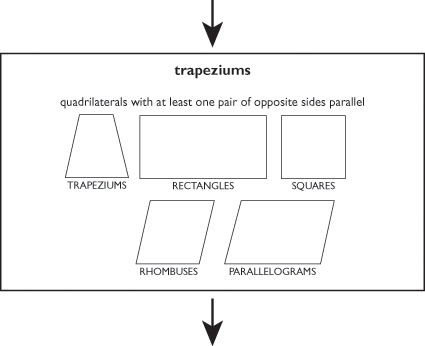 trapeziums
quadrilaterals with at least one pair of opposite sides parallel
TRAPEZIUMS RECTANGLES SQUARES
RHOMBUSES PARALLELOGRAMS